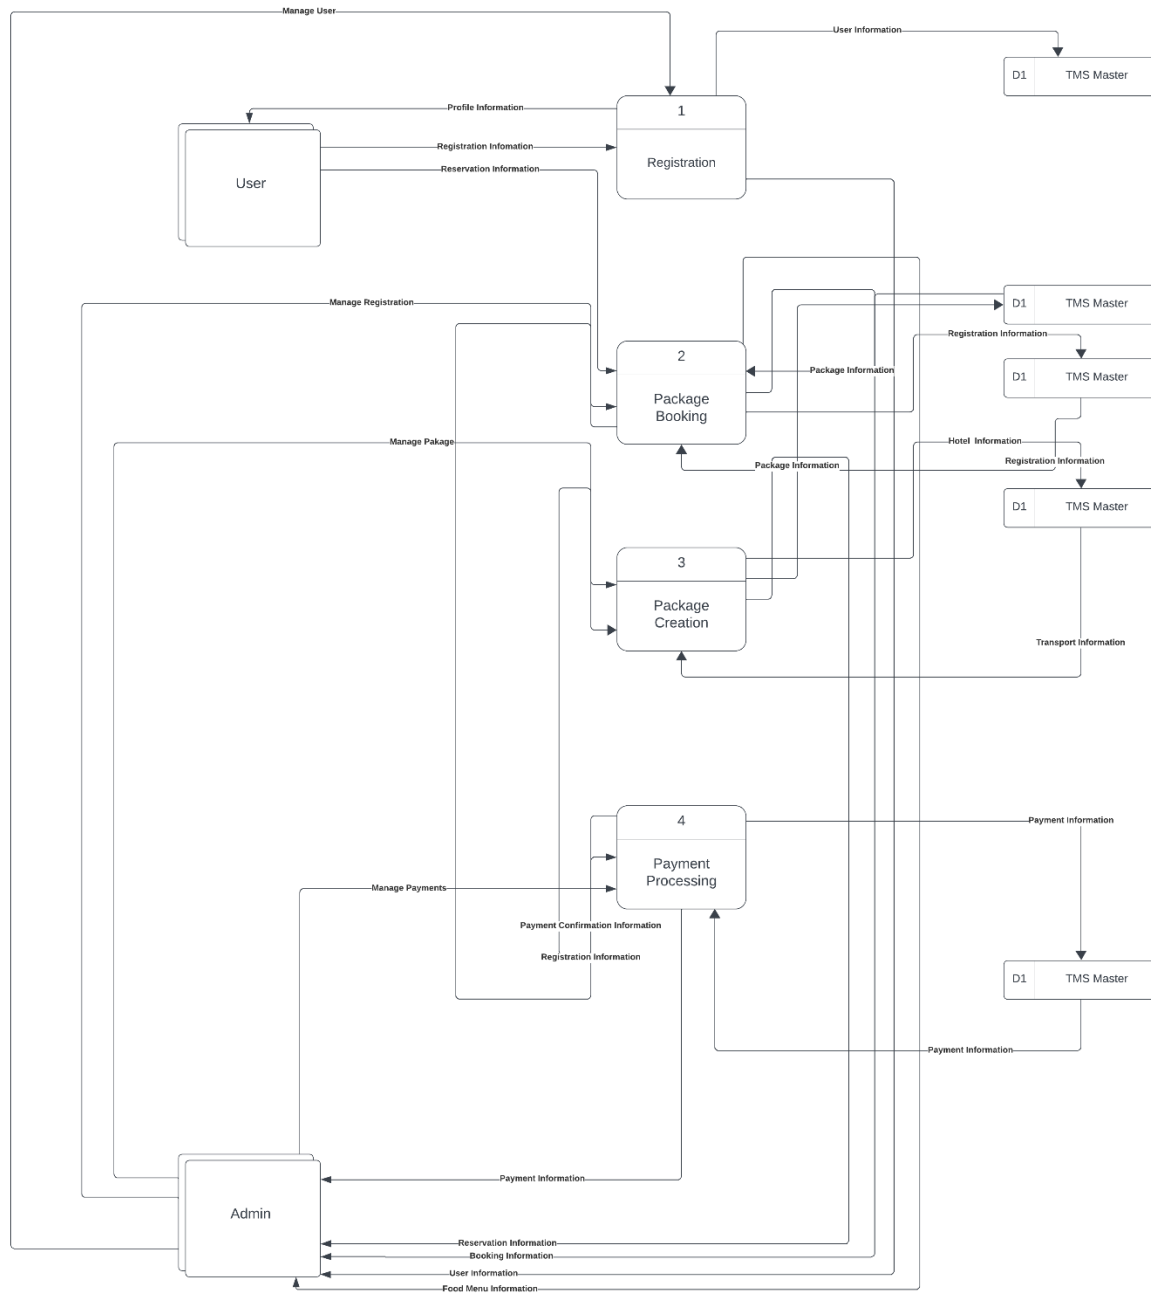 Manage User
User Information
D1
TMS Master
Profile Information
1
Registration Infomation
Registration
Reservation Information
User
Manage Registration
D1
TMS Master
Registration Information
2
Package Information
D1
TMS Master
Package
Booking
Manage Pakage
Hotel Information
Package Information
Registration Information
D1
TMS Master
3
Package
Creation
Transport Information
4
Payment Information
Payment
Processing
Manage Payments
Payment Confirmation Information
Registration Information
D1
TMS Master
Payment Information
Payment Information
Admin
Reservation Information
Booking Information
User Information
Food Menu Information